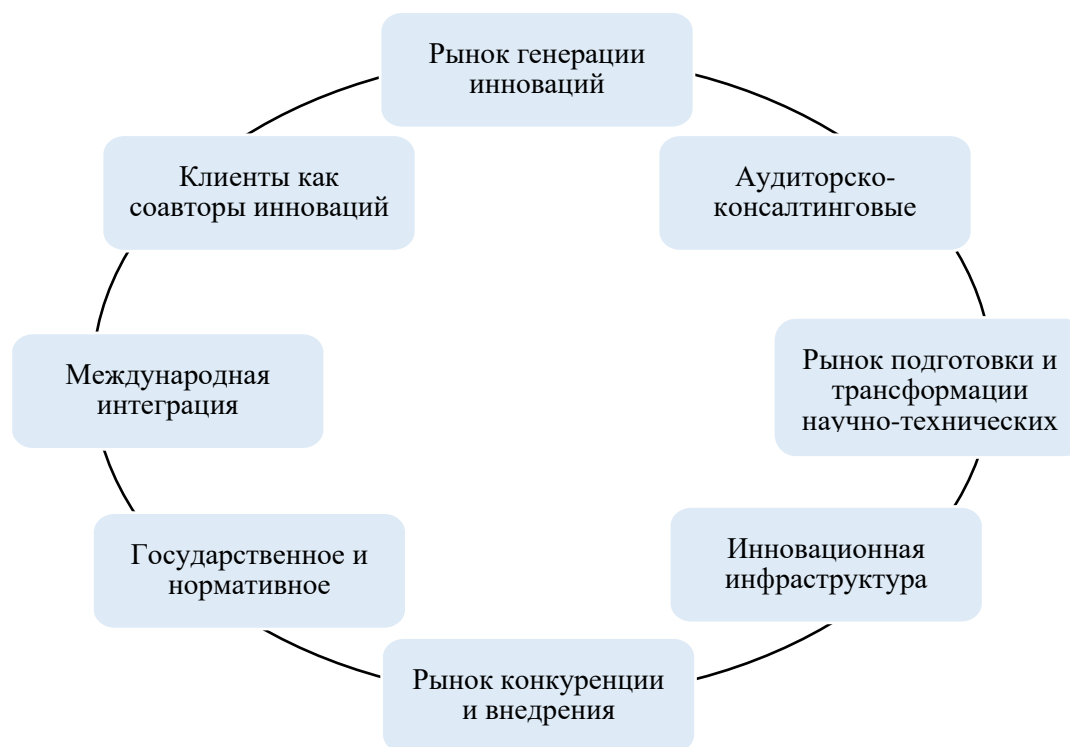 Рынок генерации
инноваций
Аудиторско-
консалтинговые
Рынок подготовки и
трансформации
научно-технических
Инновационная
инфраструктура
Рынок конкуренции
и внедрения
Государственное и
нормативное
Международная
интеграция
Клиенты как
соавторы инноваций